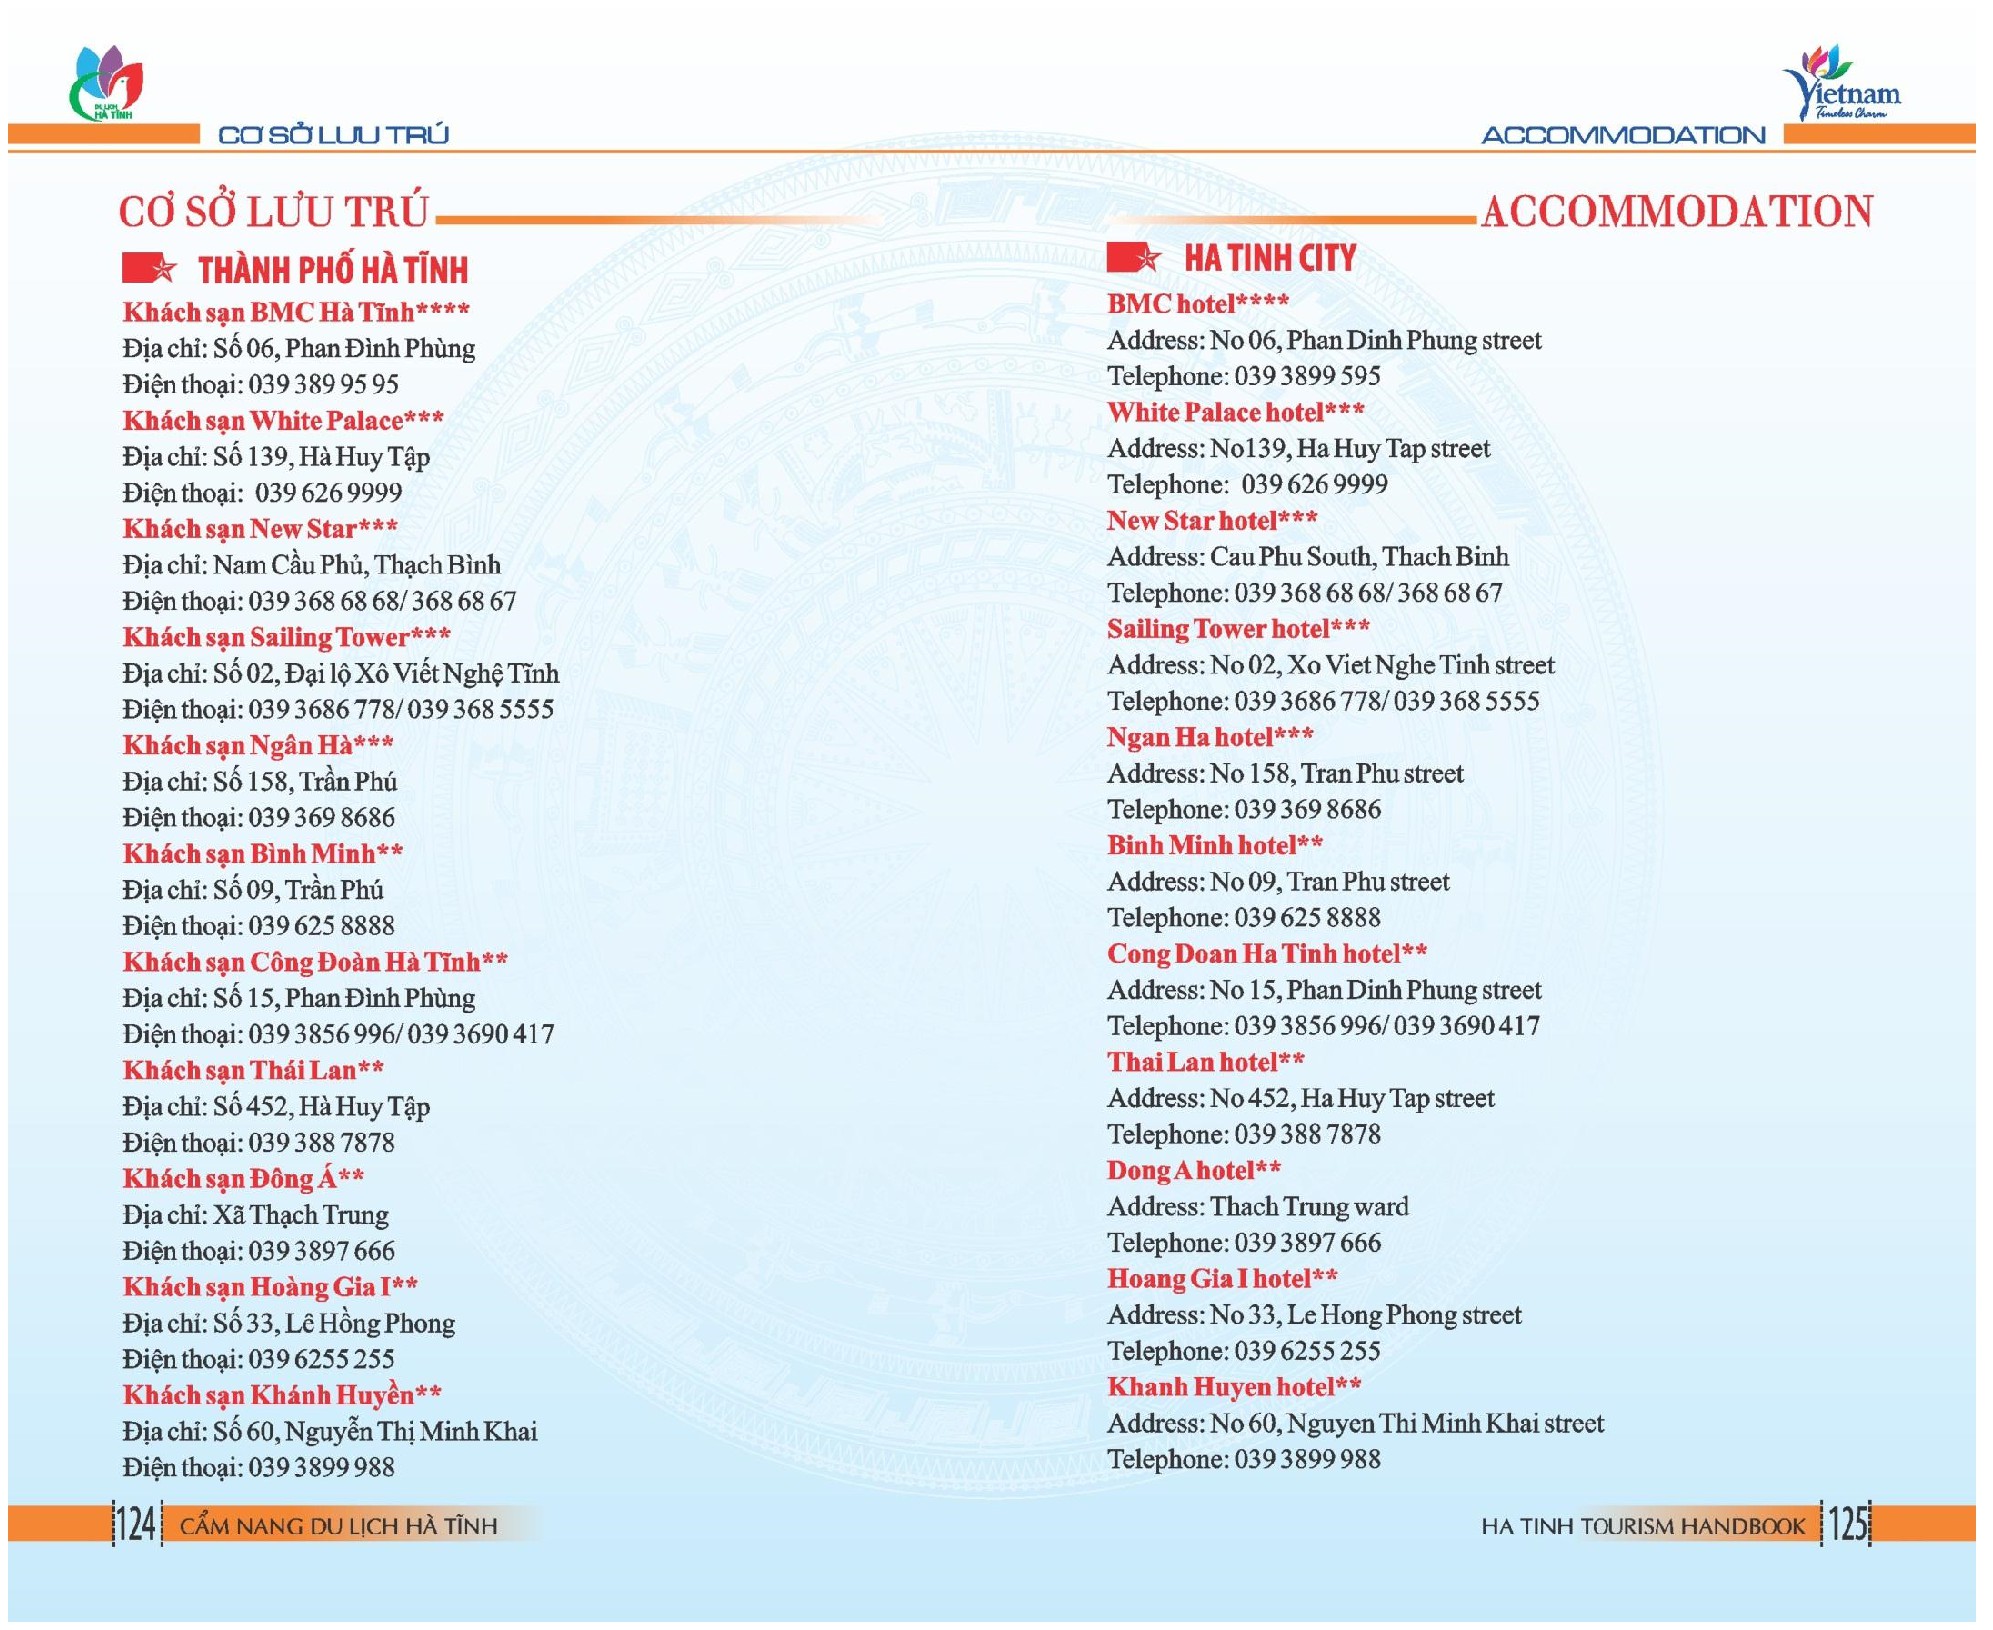 DU LỊCH
HÀ TĨNH
CƠ SỞ LƯU TRÚ
CƠ SỞ LƯU TRÚ
THÀNH PHỐ HÀ TĨNH
Khách sạn BMC Hà Tĩnh****
Địa chỉ: Số 06, Phan Đình Phùng
Điện thoại: 039 389 95 95
Khách sạn White Palace***
Địa chỉ: Số 139, Hà Huy Tập
Điện thoại: 039 626 9999
Khách sạn New Star***
Địa chỉ: Nam Cầu Phủ, Thạch Bình
Điện thoại: 039 368 68 68/ 368 68 67
Khách sạn Sailing Tower***
Địa chỉ: Số 02, Đại lộ Xô Viết Nghệ Tĩnh
Điện thoại: 039 3686 778/ 039 368 5555
Khách sạn Ngân Hà***
Địa chỉ: Số 158, Trần Phú
Điện thoại: 039 369 8686
Khách sạn Bình Minh**
Địa chỉ: Số 09, Trần Phú
Điện thoại: 039 625 8888
Khách sạn Công Đoàn Hà Tĩnh**
Địa chỉ: Số 15, Phan Đình Phùng
Điện thoại: 039 3856 996/ 039 3690 417
Khách sạn Thái Lan**
Địa chỉ: Số 452, Hà Huy Tập
Điện thoại: 039 388 7878
Khách sạn Đông Á**
Địa chỉ: Xã Thạch Trung
Điện thoại: 039 3897 666
Khách sạn Hoàng Gia I**
Địa chỉ: Số 33, Lê Hồng Phong
Điện thoại: 039 6255 255
Khách sạn Khánh Huyền**
Địa chỉ: Số 60, Nguyễn Thị Minh Khai
Điện thoại: 039 3899 988
124 CẨM NANG DU LỊCH HÀ TĨNH
Vietnam
Timeless Charm
ACCOMMODATION
ACCOMMODATION
HA TINH CITY
BMC hotel****
Address: No 06, Phan Dinh Phung street
Telephone: 039 3899 595
White Palace hotel***
Address: No139, Ha Huy Tap street
Telephone: 039 626 9999
New Star hotel***
Address: Cau Phu South, Thach Binh
Telephone: 039 368 68 68/ 368 68 67
Sailing Tower hotel***
Address: No 02, Xo Viet Nghe Tinh street
Telephone: 039 3686 778/ 039 368 5555
Ngan Ha hotel***
Address: No 158, Tran Phu street
Telephone: 039 369 8686
Binh Minh hotel**
Address: No 09, Tran Phu street
Telephone: 039 625 8888
Cong Doan Ha Tinh hotel**
Address: No 15, Phan Dinh Phung street
Telephone: 039 3856 996/ 039 3690 417
Thai Lan hotel**
Address: No 452, Ha Huy Tap street
Telephone: 039 388 7878
Dong A hotel**
Address: Thach Trung ward
Telephone: 039 3897 666
Hoang Gia I hotel**
Address: No 33, Le Hong Phong street
Telephone: 039 6255 255
Khanh Huyen hotel**
Address: No 60, Nguyen Thi Minh Khai street
Telephone: 039 3899 988
HA TINH TOURISM HANDBOOK 125